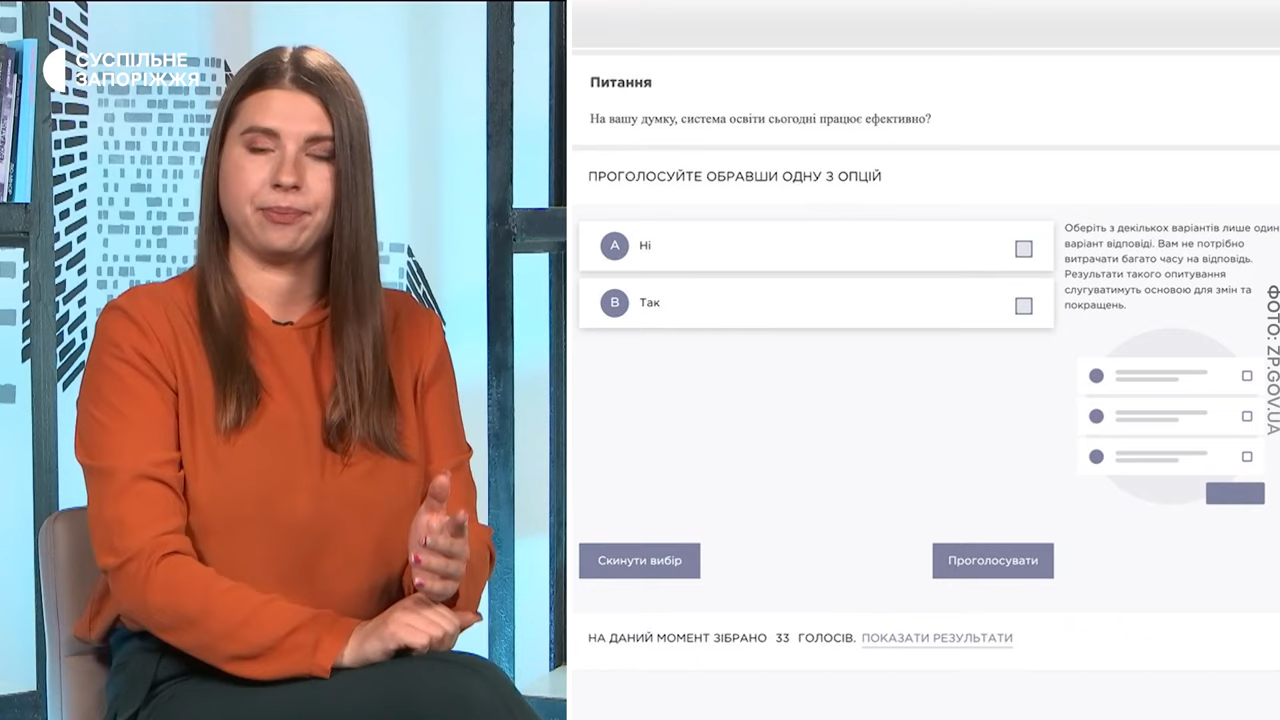 СУСПІЛЬНЕ
ЗАПОРІЖЖЯ
Питання
На вашу думку, система освіти сьогодні працює ефективно?
ПРОГОЛОСУЙТЕ ОБРАВШИ ОДНУ З ОПЦІЙ
A Ні
B Так
Оберіть з декількох варіантів лише один
варіант відповіді. Вам не потрібно
витрачати багато часу на відповідь.
Результати такого опитування
слугуватимуть основою для змін та
покращень.
Скинути вибір
Проголосувати
НА ДАНИЙ МОМЕНТ ЗІБРАНО 33 ГОЛОСІВ. ПОКАЗАТИ РЕЗУЛЬТАТИ
ФОТО: ZP.GOV.UA